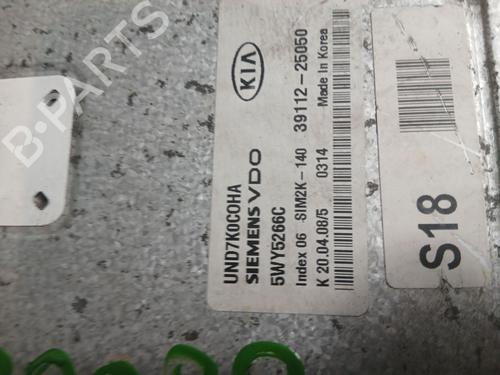 KIA
39112-25050
Made in Korea
UND7K0C0HA
SIEMENS VDO
5WY5266C
Index 06 SIM2K-140
K 20.04.08/5 0314
S18
B-PARTS